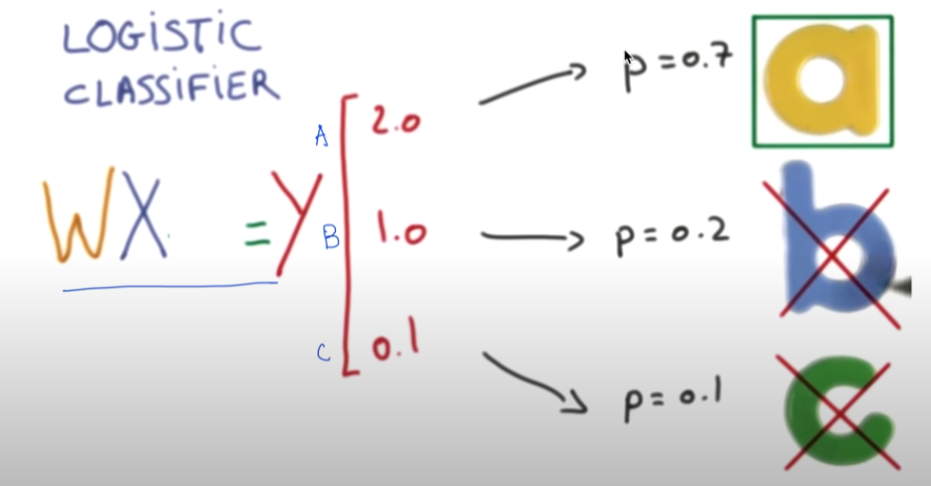 LOGISTIC
CLASSIFIER
WX = Y
A 2.0 → p = 0.7 a
B 1.0 → p = 0.2 b
C 0.1 → p = 0.1 c